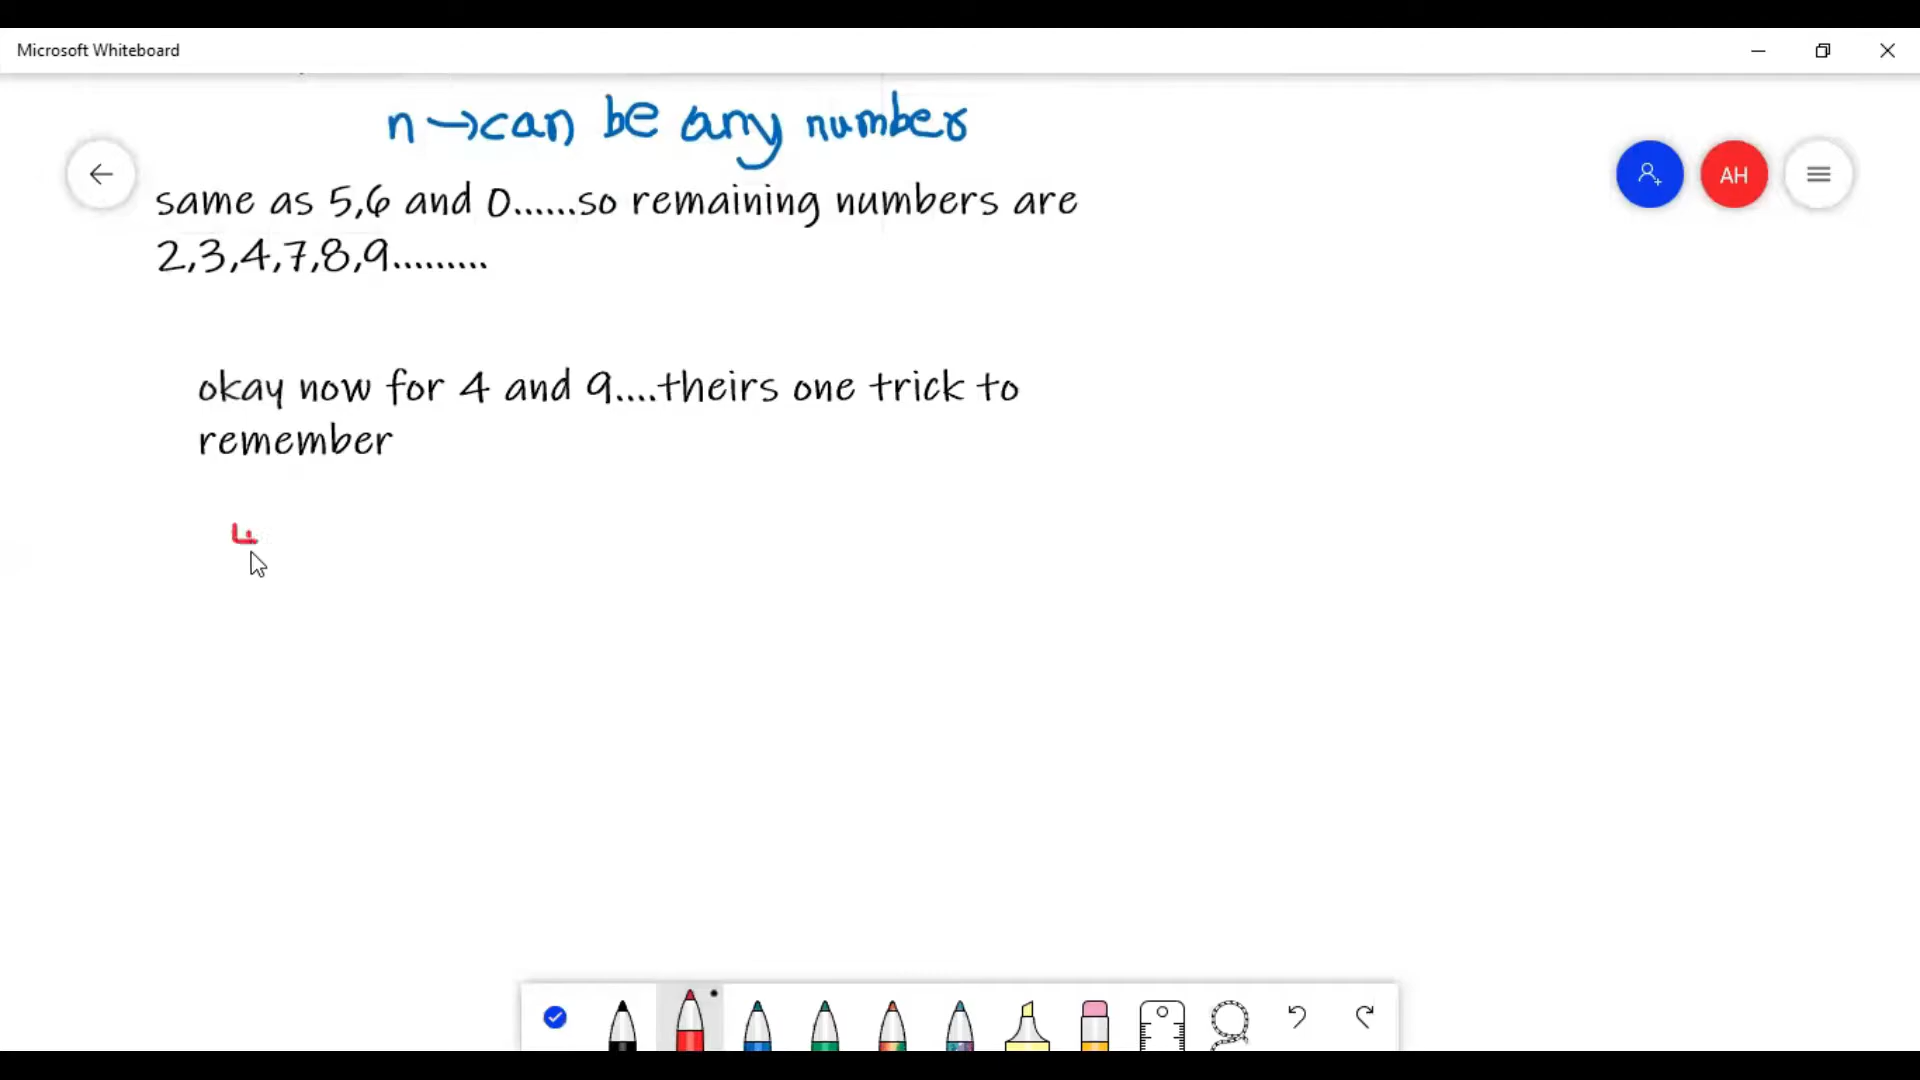 Microsoft Whiteboard
n→can be any number
AH
same as 5,6 and 0......so remaining numbers are
2,3,4,7,8,9.........
okay now for 4 and 9....theirs one trick to
remember